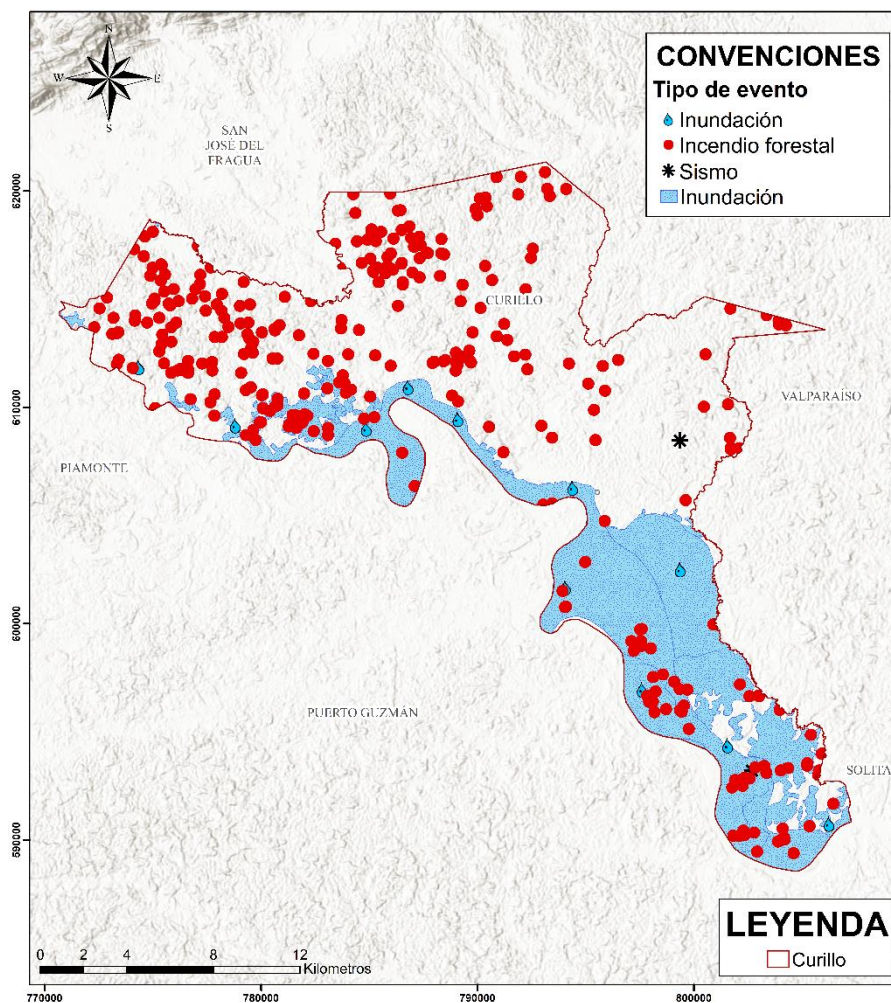 CONVENCIONES
Tipo de evento
Inundación
Incendio forestal
Sismo
Inundación
N
W
E
S
SAN
JOSÉ DEL
FRAGUA
CURILLO
VALPARAÍSO
PIAMONTE
PUERTO GUZMÁN
SOLITA
620000
610000
600000
590000
LEYENDA
Curillo
0 2 4 8 12
Kilometros
770000 780000 790000 800000